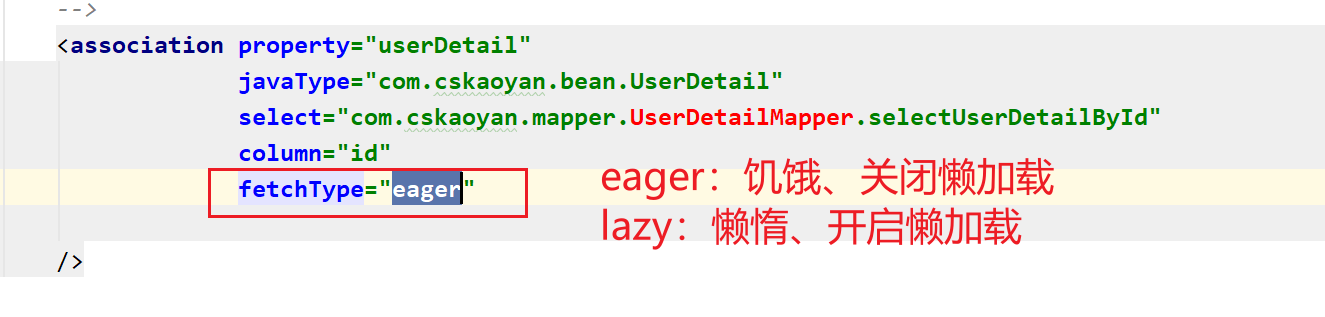 -->
<association property="userDetail"
javaType="com.cskaoyan.bean.UserDetail"
select="com.cskaoyan.mapper.UserDetailMapper.selectUserDetailById"
column="id"
fetchType="eager"
eager：饥饿、关闭懒加载
lazy：懒惰、开启懒加载
/>